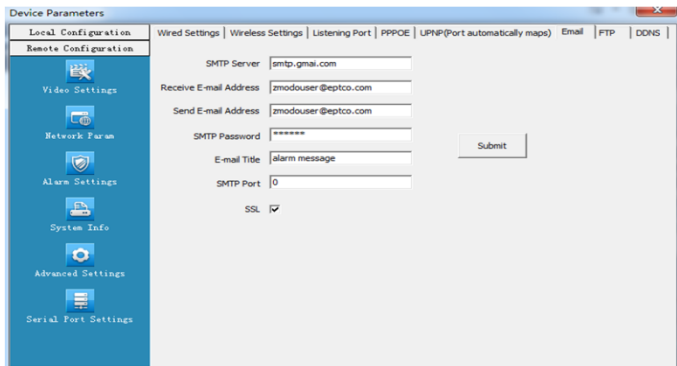 Device Parameters
Local Configuration
Remote Configuration
Video Settings
Network Param
Alarm Settings
System Info
Advanced Settings
Serial Port Settings
Wired Settings Wireless Settings Listening Port PPPOE UPNP(Port automatically maps) Email FTP DDNS
SMTP Server smtp.gmai.com
Receive E-mail Address zmodouser@eptco.com
Send E-mail Address zmodouser@eptco.com
SMTP Password ******
E-mail Title alarm message
SMTP Port 0
SSL
Submit